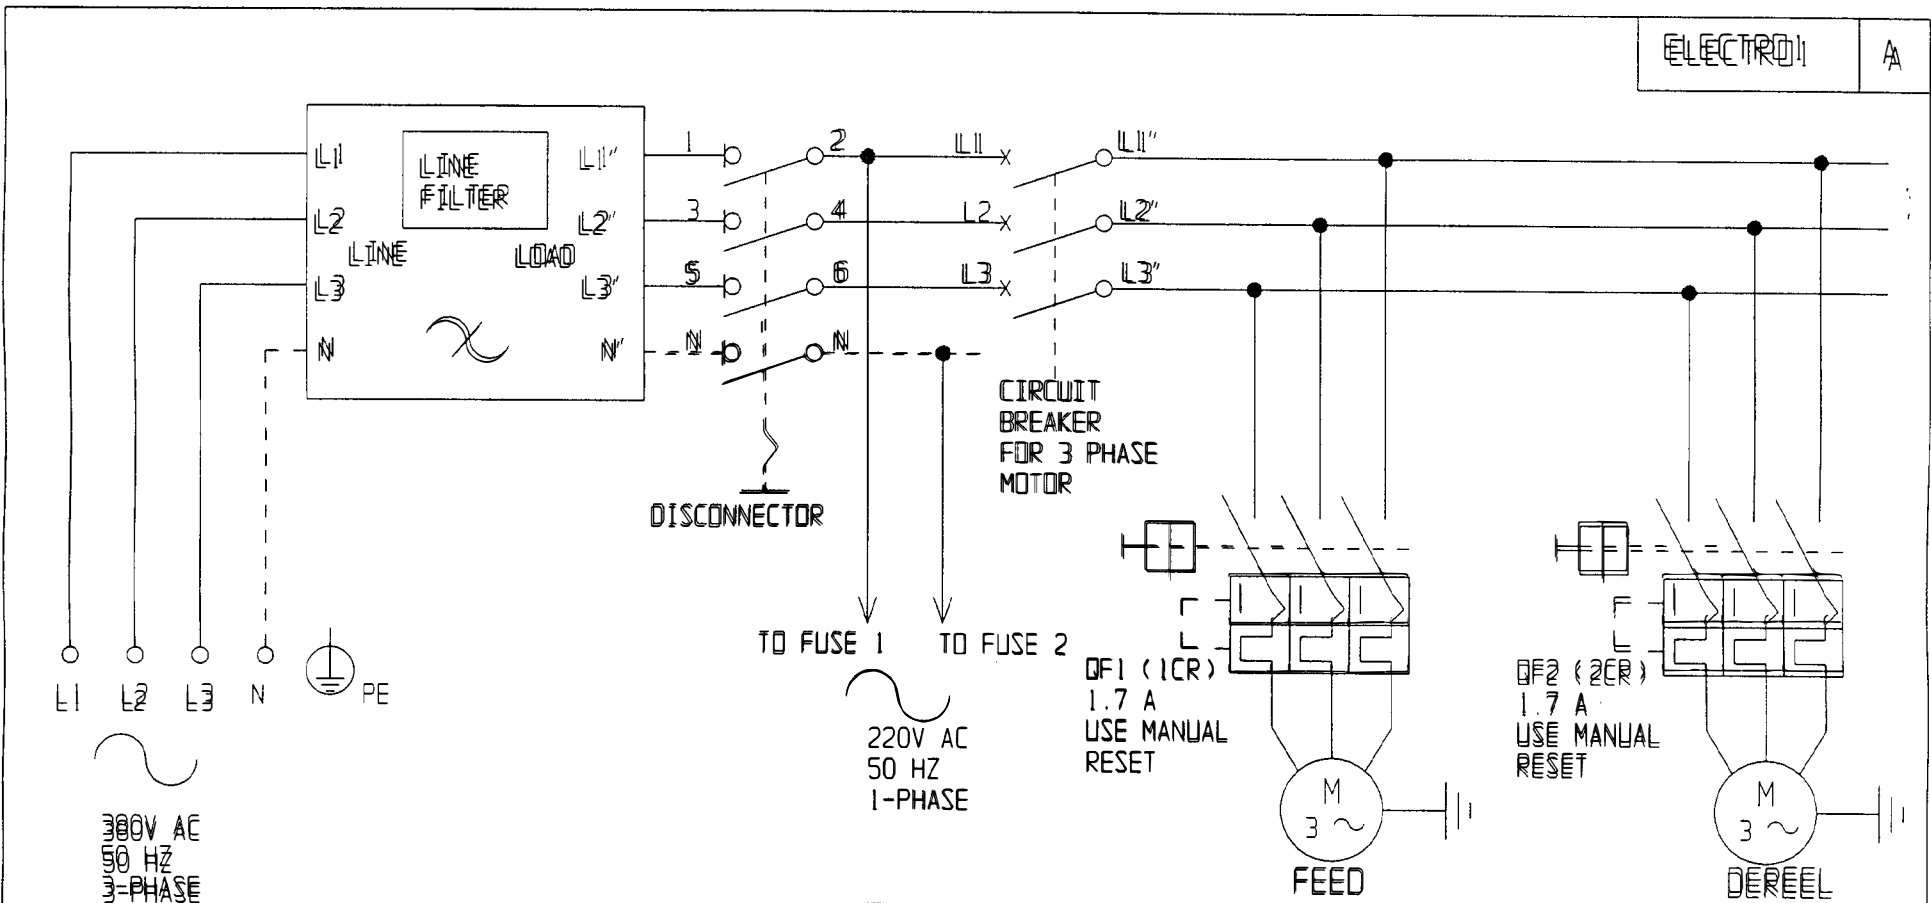 ELECTRO1 A
L1 LINE FILTER L1" 1 2 L1 L1"
L2 L2" 3 4 L2 L2"
LINE LOAD
L3 L3" 5 6 L3 L3"
N N" N N
CIRCUIT
BREAKER
FOR 3 PHASE
MOTOR
DISCONNECTOR
TO FUSE 1 TO FUSE 2
220V AC
50 HZ
1-PHASE
L1 L2 L3 N PE
380V AC
50 HZ
3-PHASE
QF1 (1CR)
1.7 A
USE MANUAL
RESET
M
3 ~
FEED
QF2 (2CR)
1.7 A
USE MANUAL
RESET
M
3 ~
DEREEL